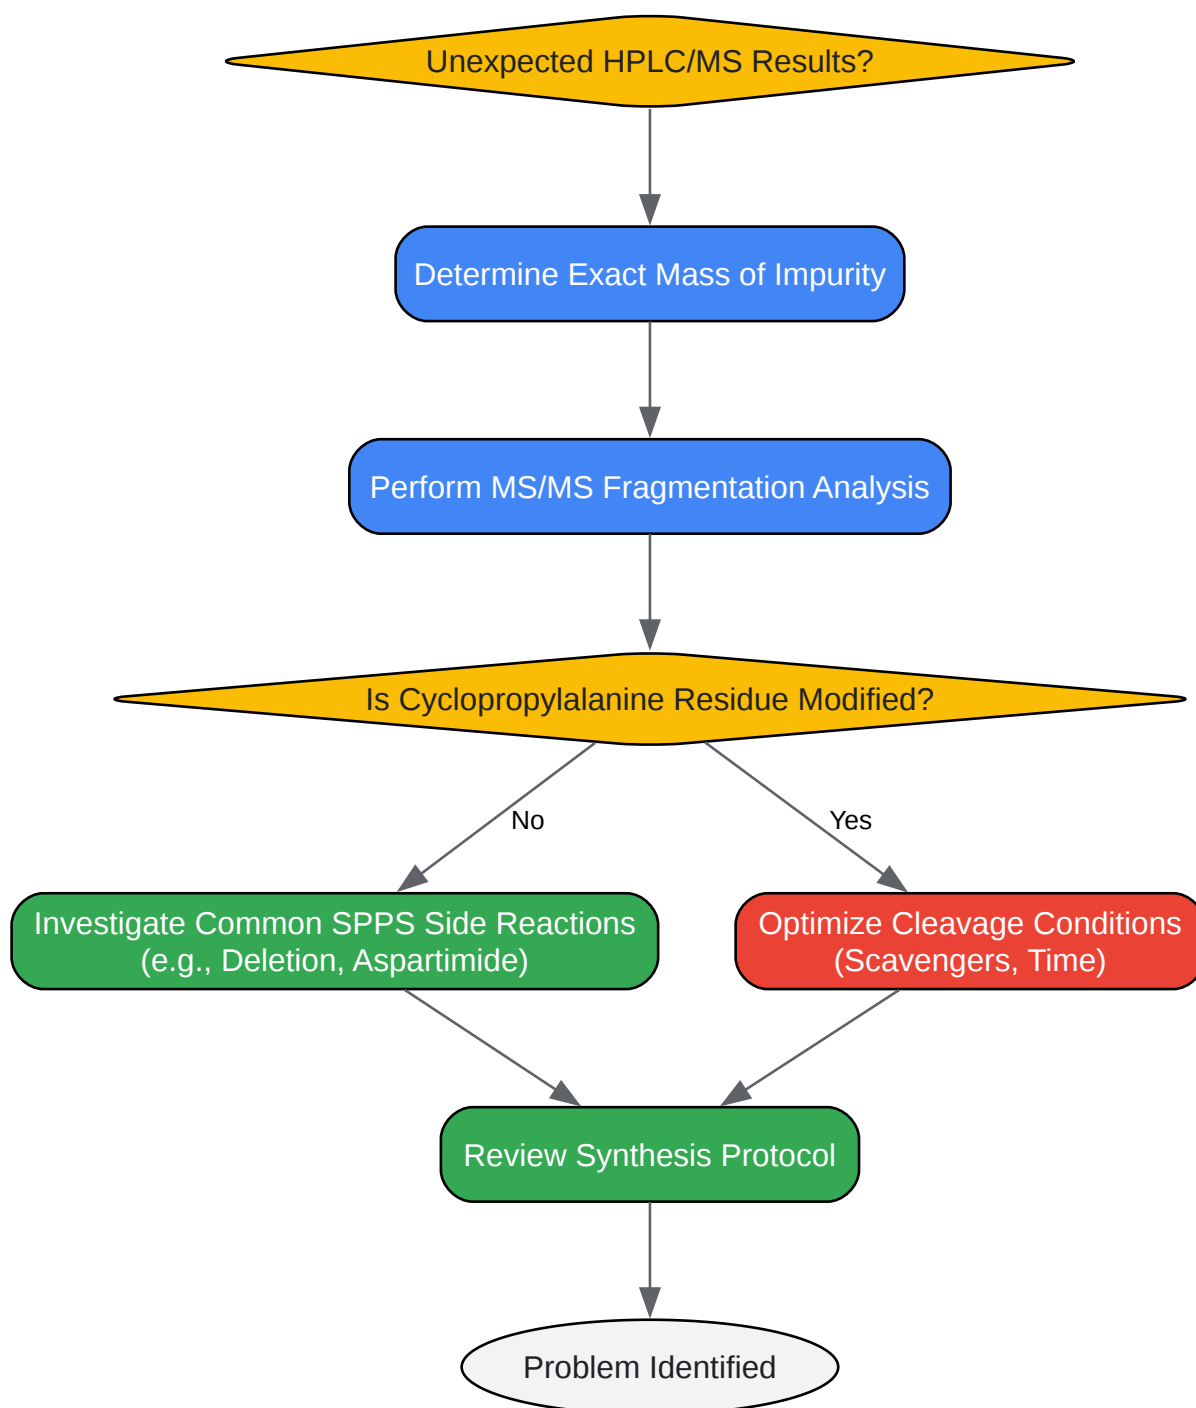 Unexpected HPLC/MS Results?
Determine Exact Mass of Impurity
Perform MS/MS Fragmentation Analysis
Is Cyclopropylalanine Residue Modified?
No
Yes
Investigate Common SPPS Side Reactions
(e.g., Deletion, Aspartimide)
Optimize Cleavage Conditions
(Scavengers, Time)
Review Synthesis Protocol
Problem Identified